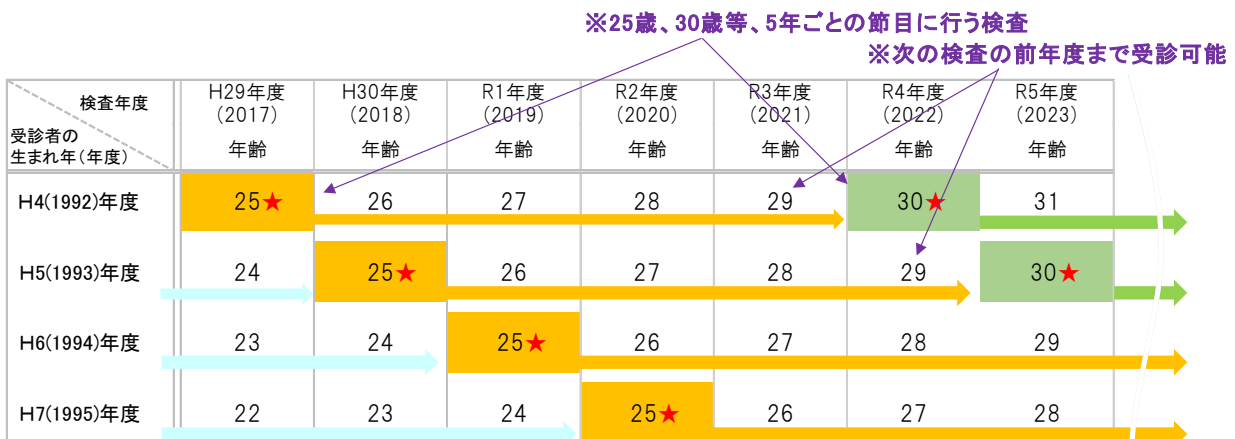 ※25歳、30歳等、5年ごとの節目に行う検査
※次の検査の前年度まで受診可能
検査年度
受診者の
生まれ年(年度)
H29年度 H30年度 R1年度 R2年度 R3年度 R4年度 R5年度
(2017) (2018) (2019) (2020) (2021) (2022) (2023)
年齢 年齢 年齢 年齢 年齢 年齢 年齢
H4(1992)年度 25★ 26 27 28 29 30★ 31
H5(1993)年度 24 25★ 26 27 28 29 30★
H6(1994)年度 23 24 25★ 26 27 28 29
H7(1995)年度 22 23 24 25★ 26 27 28